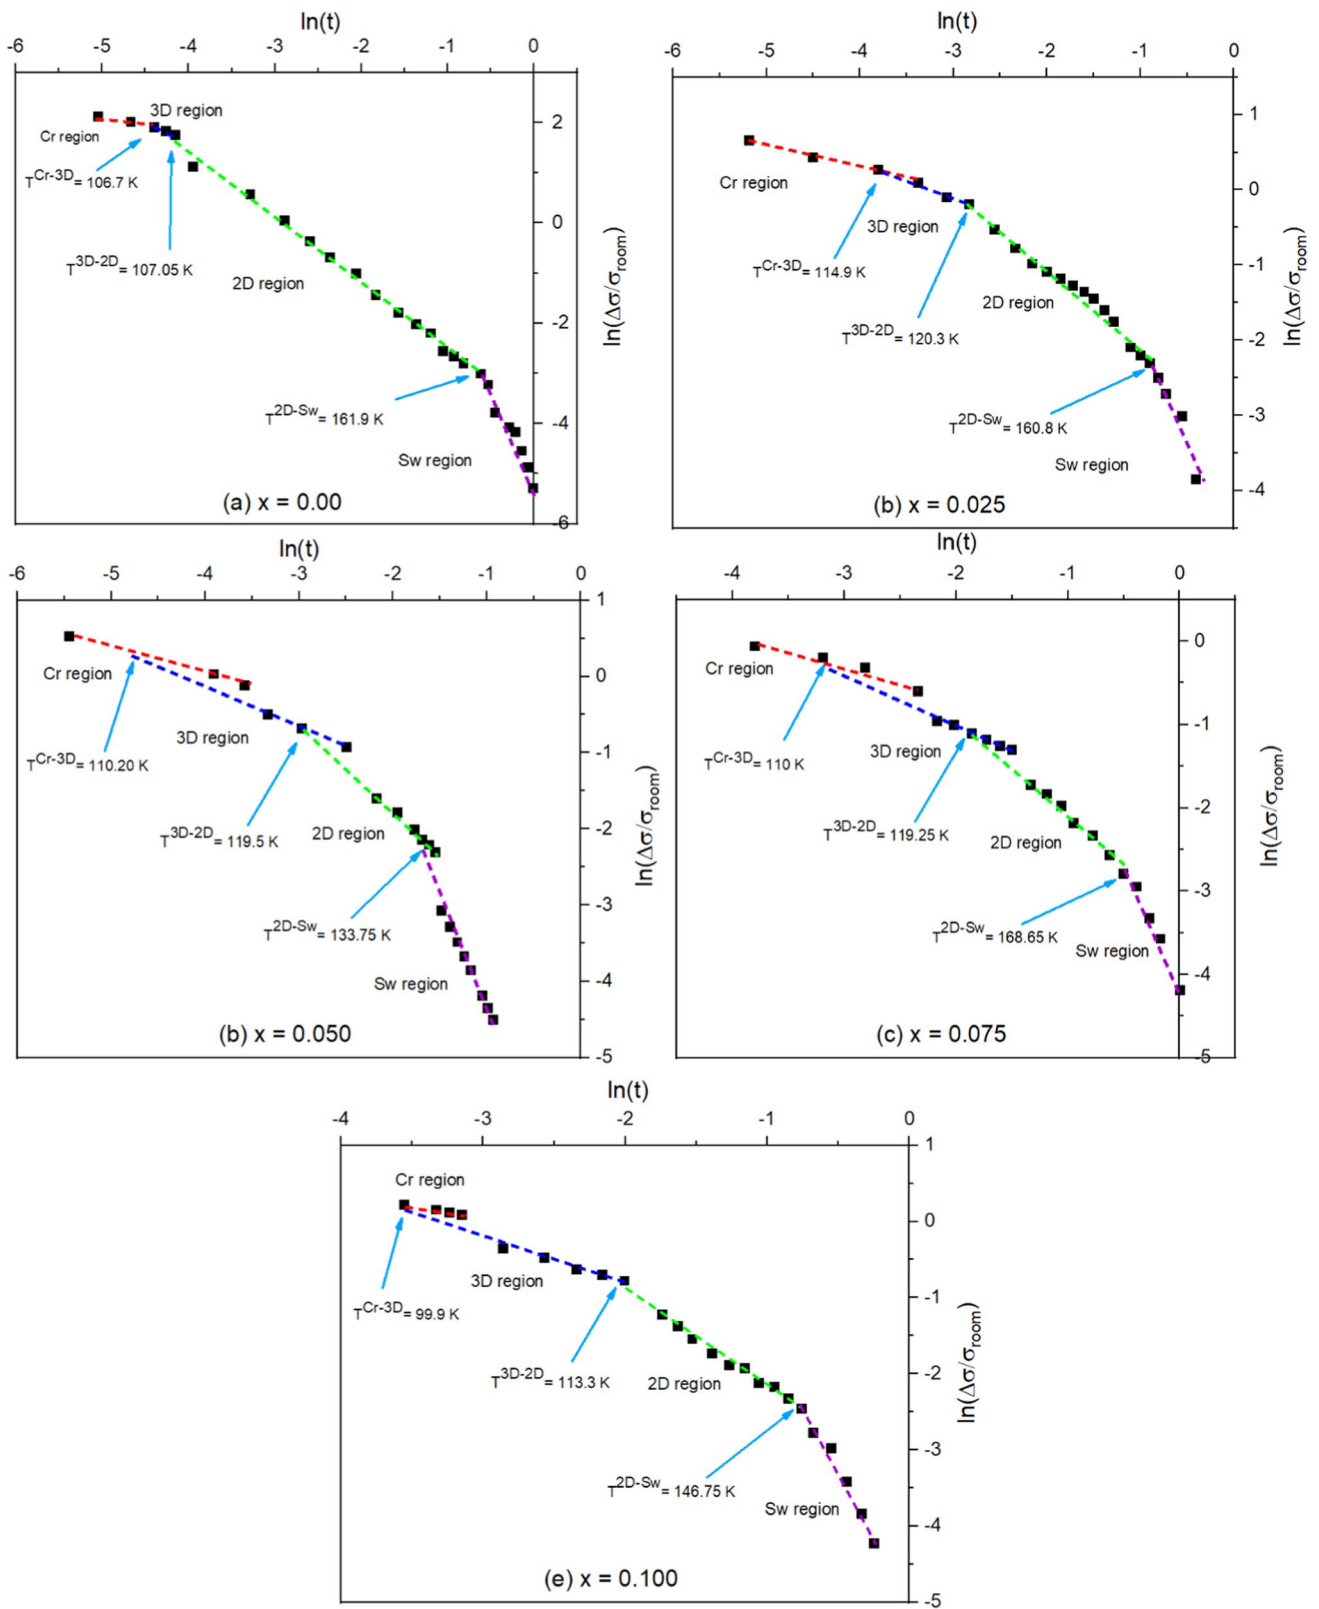 ln(t)
-6 -5 -4 -3 -2 -1 0
2
0
-2
-4
-6
ln(Δσ/σroom)
3D region
Cr region
T^Cr-3D= 106.7 K
T^3D-2D= 107.05 K
2D region
T^2D-Sw= 161.9 K
Sw region
(a) x = 0.00
ln(t)
-6 -5 -4 -3 -2 -1 0
1
0
-1
-2
-3
-4
ln(Δσ/σroom)
Cr region
3D region
T^Cr-3D= 114.9 K
2D region
T^3D-2D= 120.3 K
T^2D-Sw= 160.8 K
Sw region
(b) x = 0.025
ln(t)
-6 -5 -4 -3 -2 -1 0
1
0
-1
-2
-3
-4
-5
ln(Δσ/σroom)
Cr region
3D region
T^Cr-3D= 110.20 K
T^3D-2D= 119.5 K
2D region
T^2D-Sw= 133.75 K
Sw region
(b) x = 0.050
ln(t)
-4 -3 -2 -1 0
0
-1
-2
-3
-4
-5
ln(Δσ/σroom)
Cr region
3D region
T^Cr-3D= 110 K
T^3D-2D= 119.25 K
2D region
T^2D-Sw= 168.65 K
Sw region
(c) x = 0.075
ln(t)
-4 -3 -2 -1 0
1
0
-1
-2
-3
-4
-5
ln(Δσ/σroom)
Cr region
3D region
T^Cr-3D= 99.9 K
T^3D-2D= 113.3 K
2D region
T^2D-Sw= 146.75 K
Sw region
(e) x = 0.100